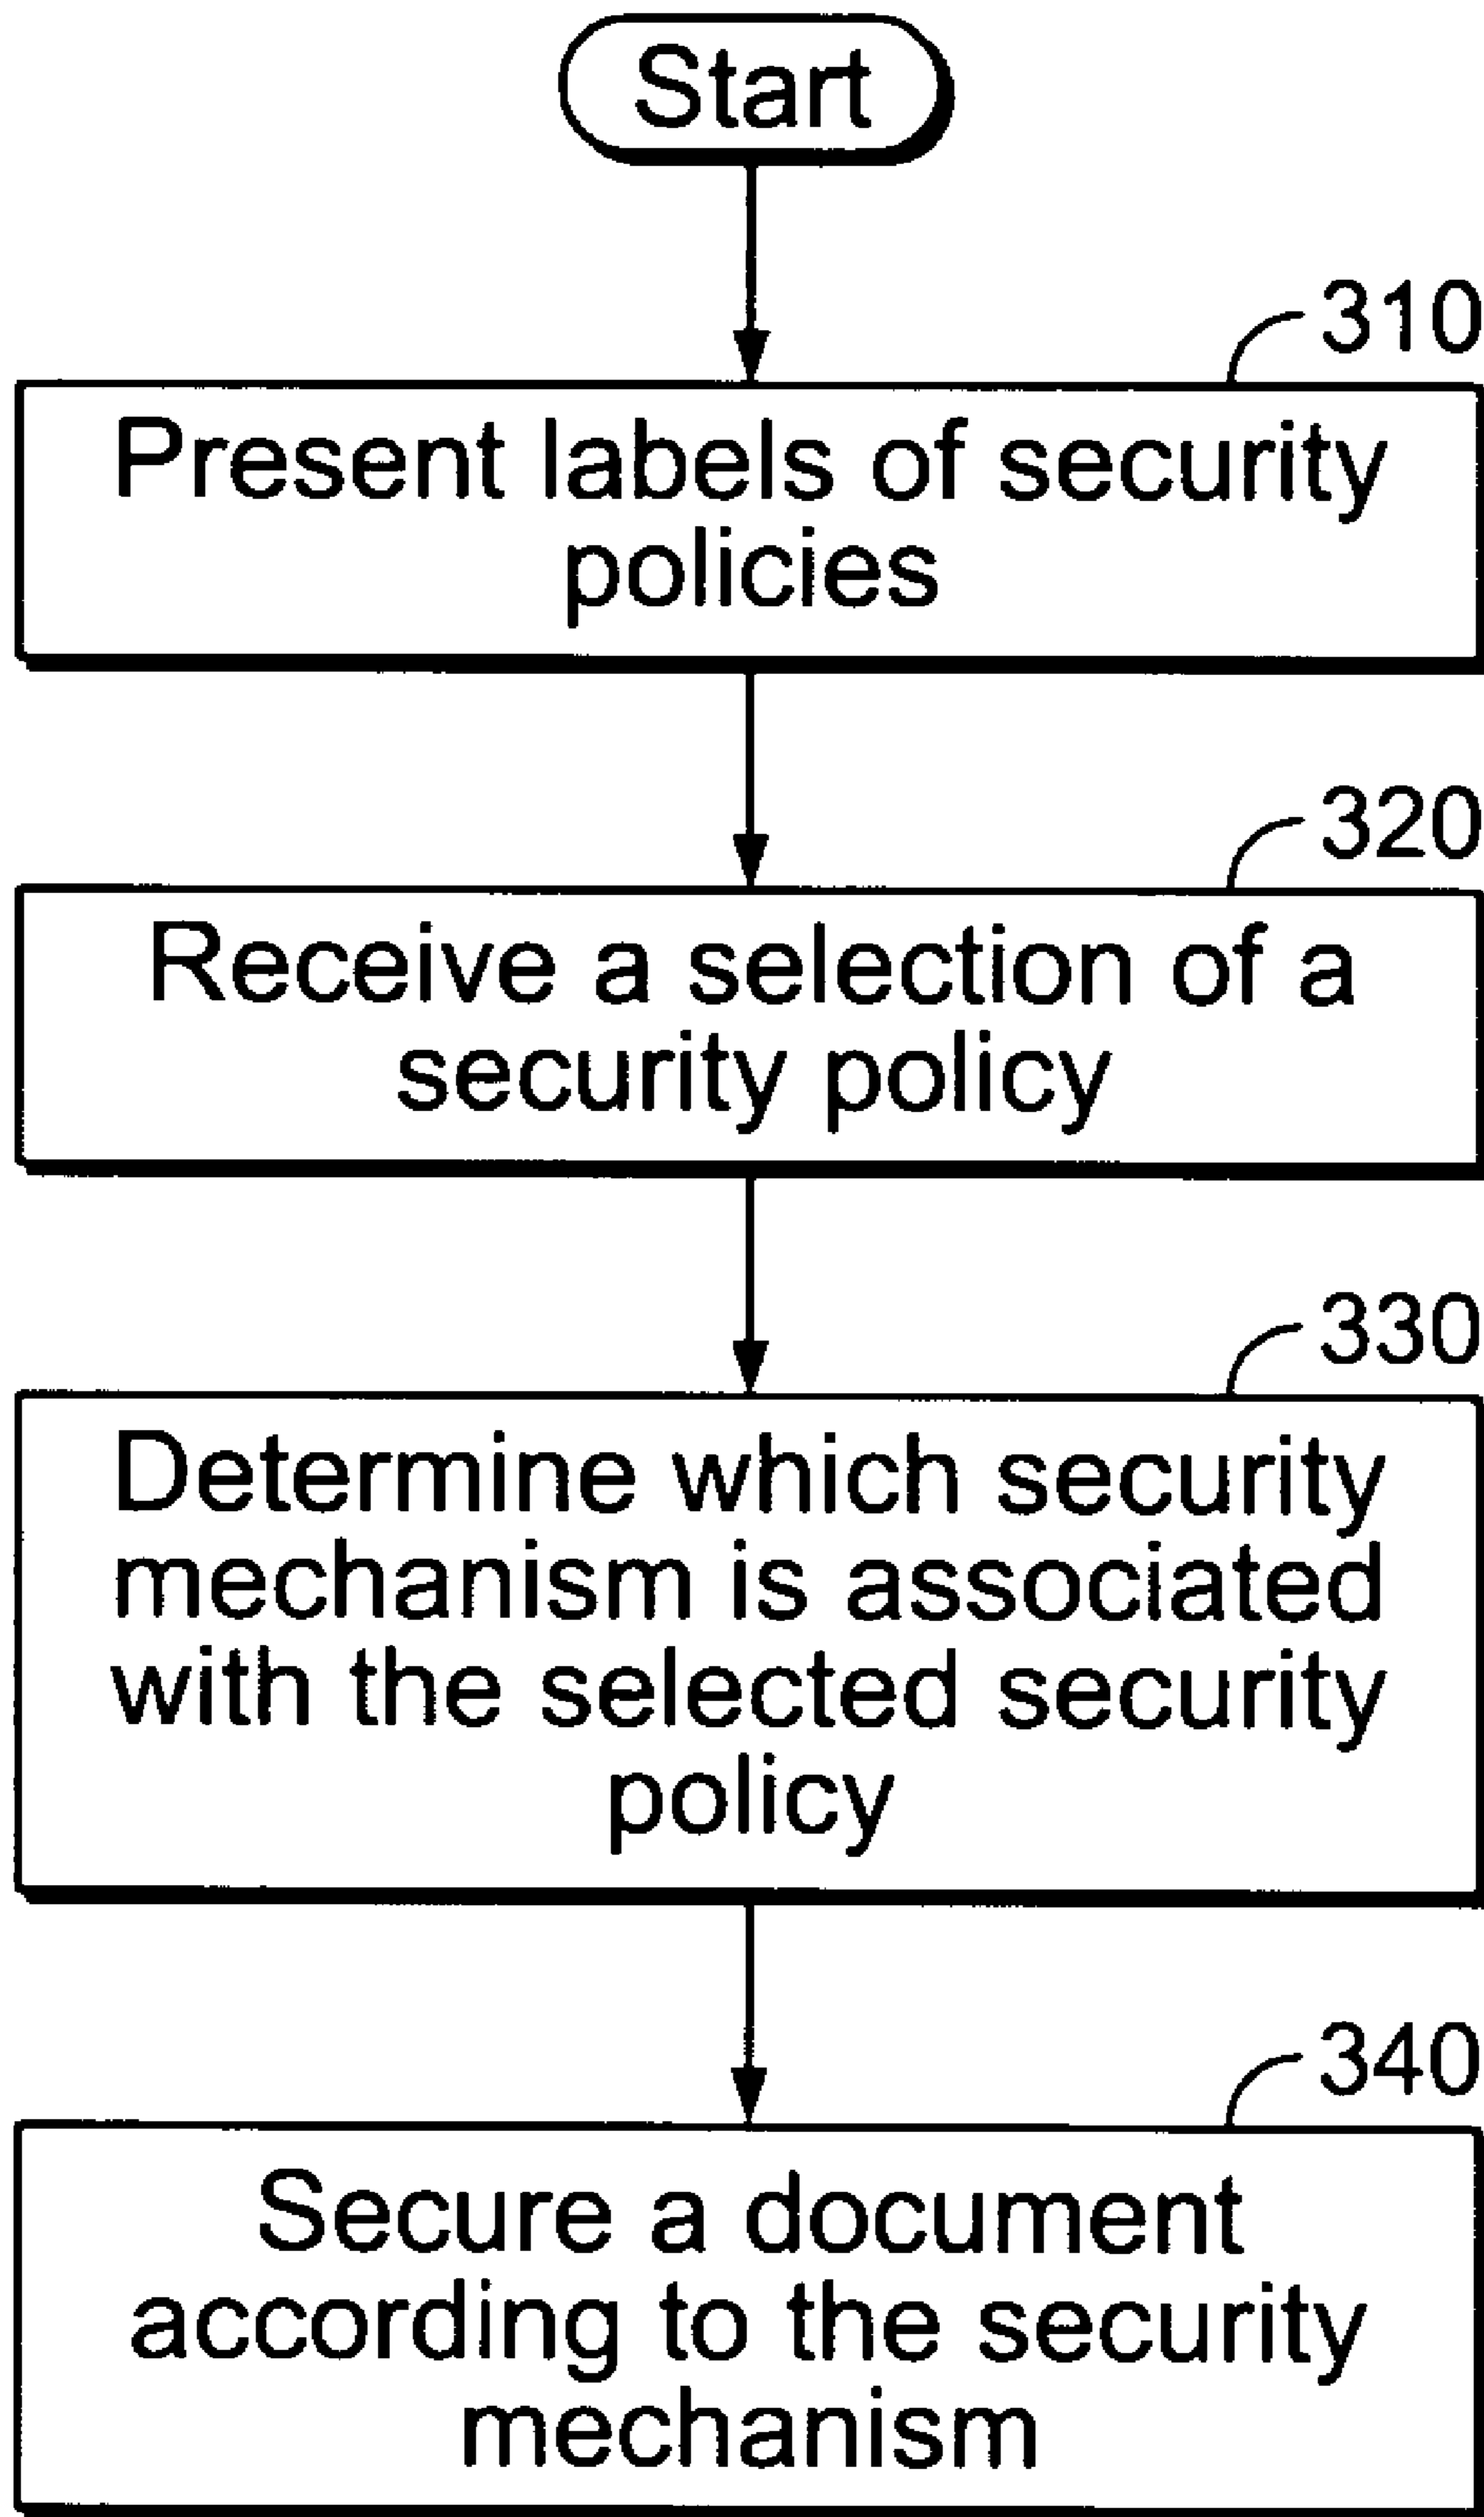 Start
310
Present labels of security
policies
320
Receive a selection of a
security policy
330
Determine which security
mechanism is associated
with the selected security
policy
340
Secure a document
according to the security
mechanism